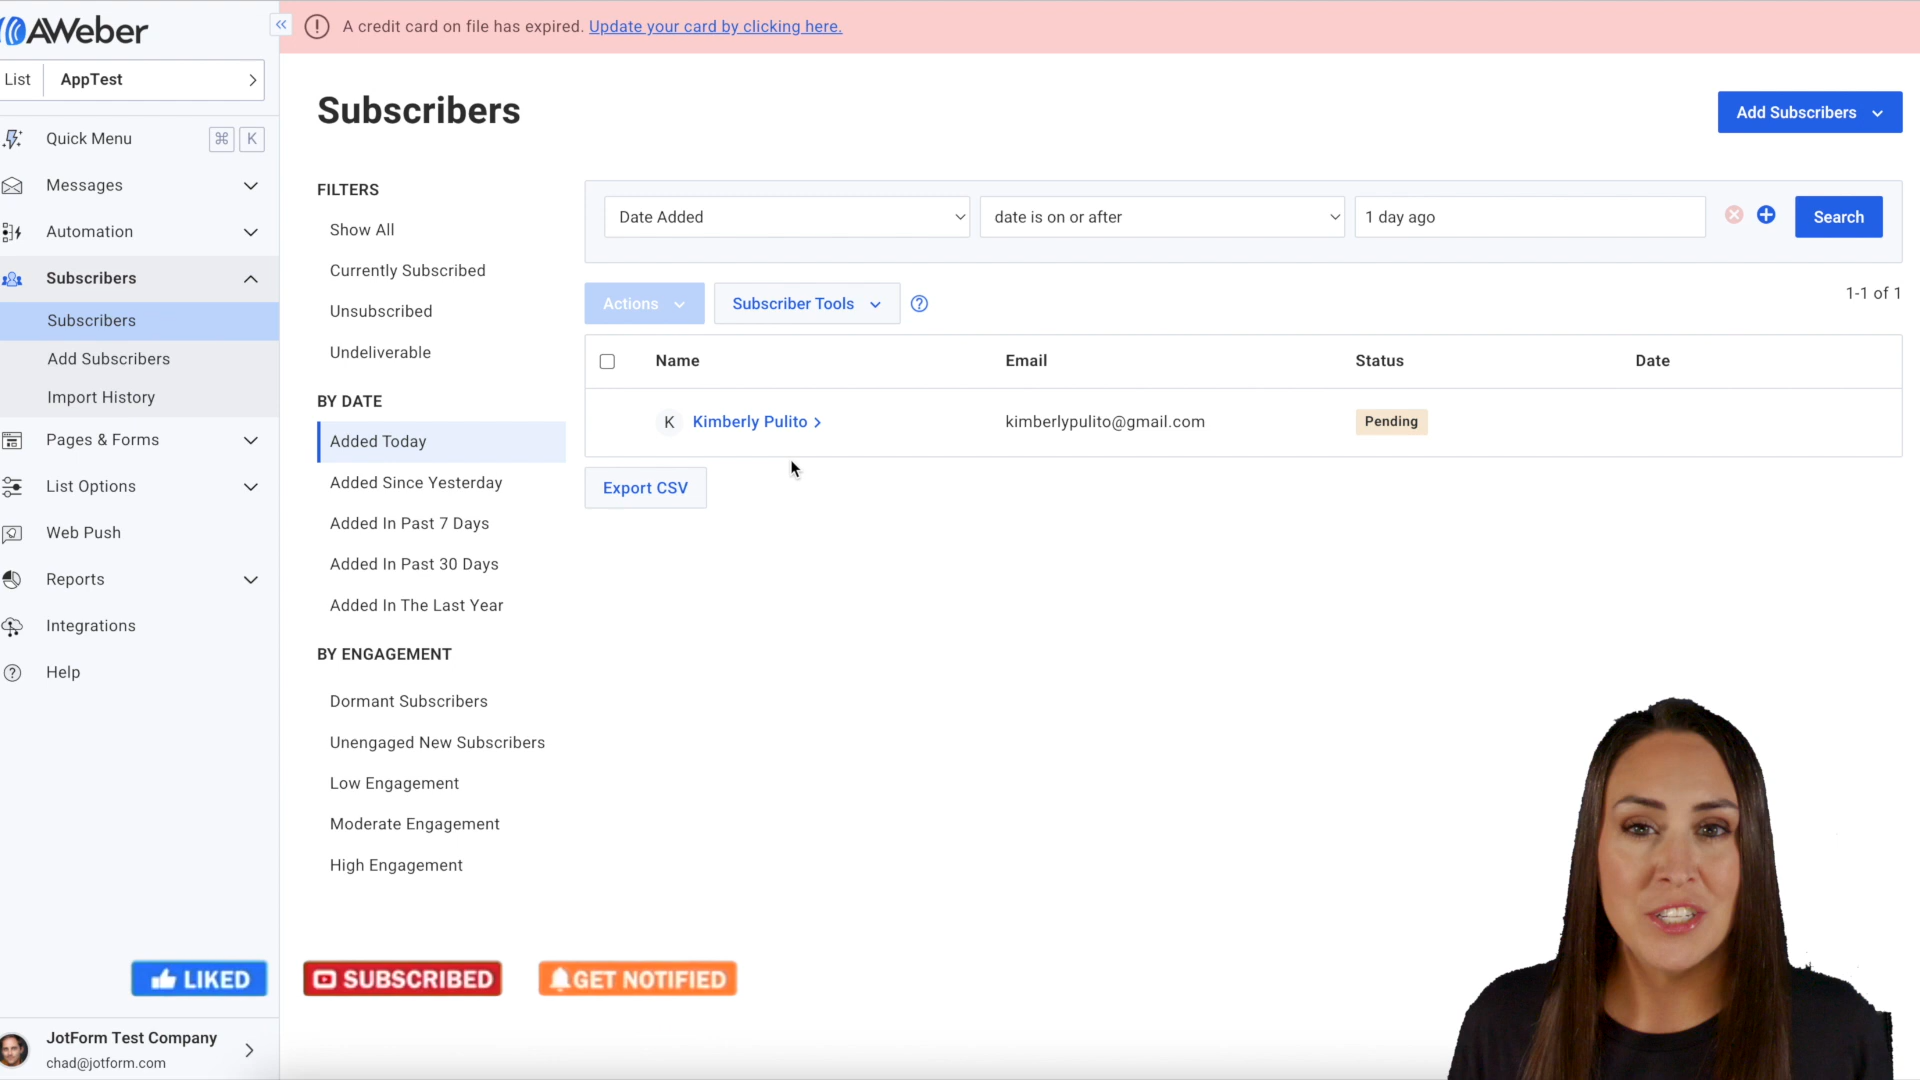 AWeber
A credit card on file has expired. Update your card by clicking here.
List AppTest
Quick Menu ⌘ K
Messages
Automation
Subscribers
Subscribers
Add Subscribers
Import History
Pages & Forms
List Options
Web Push
Reports
Integrations
Help
Subscribers
Add Subscribers
FILTERS
Show All
Currently Subscribed
Unsubscribed
Undeliverable
BY DATE
Added Today
Added Since Yesterday
Added In Past 7 Days
Added In Past 30 Days
Added In The Last Year
BY ENGAGEMENT
Dormant Subscribers
Unengaged New Subscribers
Low Engagement
Moderate Engagement
High Engagement
Date Added date is on or after 1 day ago Search
Actions Subscriber Tools 1-1 of 1
Name Email Status Date
K Kimberly Pulito kimberlypulito@gmail.com Pending
Export CSV
LIKED SUBSCRIBED GET NOTIFIED
JotForm Test Company
chad@jotform.com